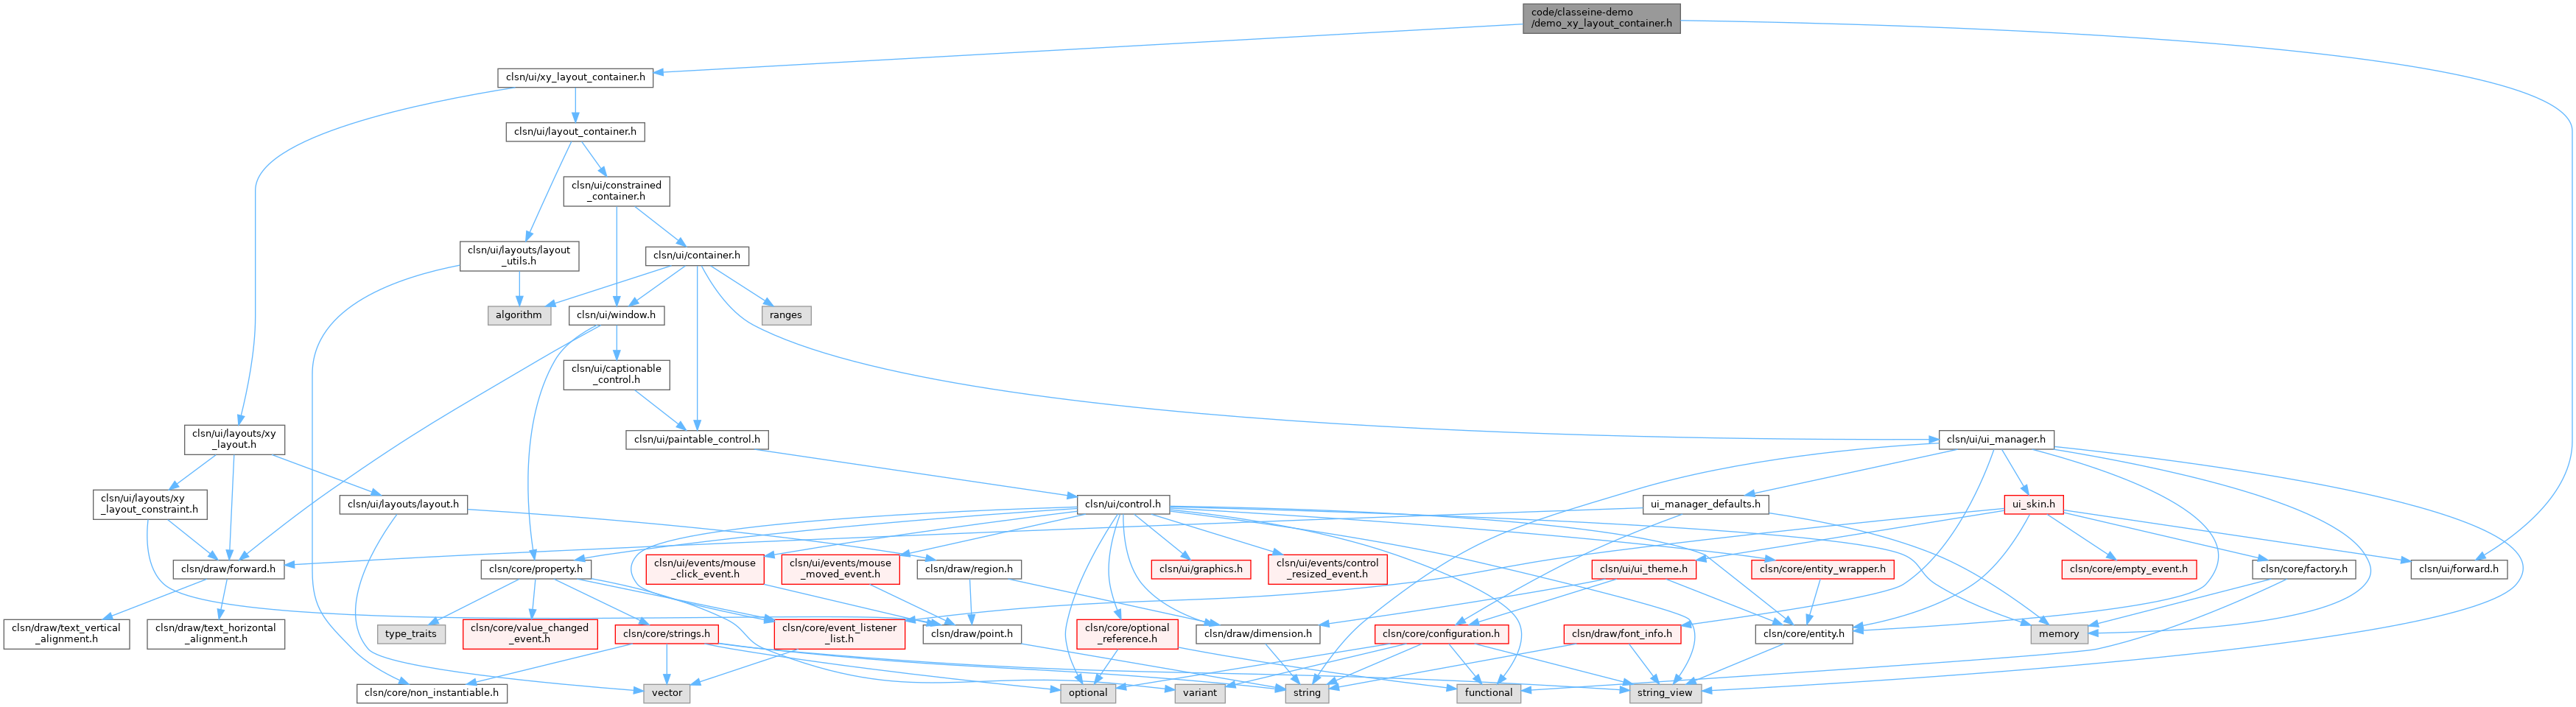 code/classeine-demo
/demo_xy_layout_container.h
clsn/ui/xy_layout_container.h
clsn/ui/layout_container.h
clsn/ui/constrained
_container.h
clsn/ui/layouts/layout
_utils.h
clsn/ui/container.h
algorithm
clsn/ui/window.h
ranges
clsn/ui/captionable
_control.h
clsn/ui/layouts/xy
_layout.h
clsn/ui/paintable_control.h
clsn/ui/ui_manager.h
clsn/ui/layouts/xy
_layout_constraint.h
clsn/ui/layouts/layout.h
clsn/ui/control.h
ui_manager_defaults.h
ui_skin.h
clsn/draw/forward.h
clsn/core/property.h
clsn/ui/events/mouse
_click_event.h
clsn/ui/events/mouse
_moved_event.h
clsn/draw/region.h
clsn/ui/graphics.h
clsn/ui/events/control
_resized_event.h
clsn/ui/ui_theme.h
clsn/core/entity_wrapper.h
clsn/core/empty_event.h
clsn/core/factory.h
clsn/ui/forward.h
clsn/draw/text_vertical
_alignment.h
clsn/draw/text_horizontal
_alignment.h
type_traits
clsn/core/value_changed
_event.h
clsn/core/strings.h
clsn/core/event_listener
_list.h
clsn/draw/point.h
clsn/core/optional
_reference.h
clsn/draw/dimension.h
clsn/core/configuration.h
clsn/draw/font_info.h
clsn/core/entity.h
memory
clsn/core/non_instantiable.h
vector
optional
variant
string
functional
string_view